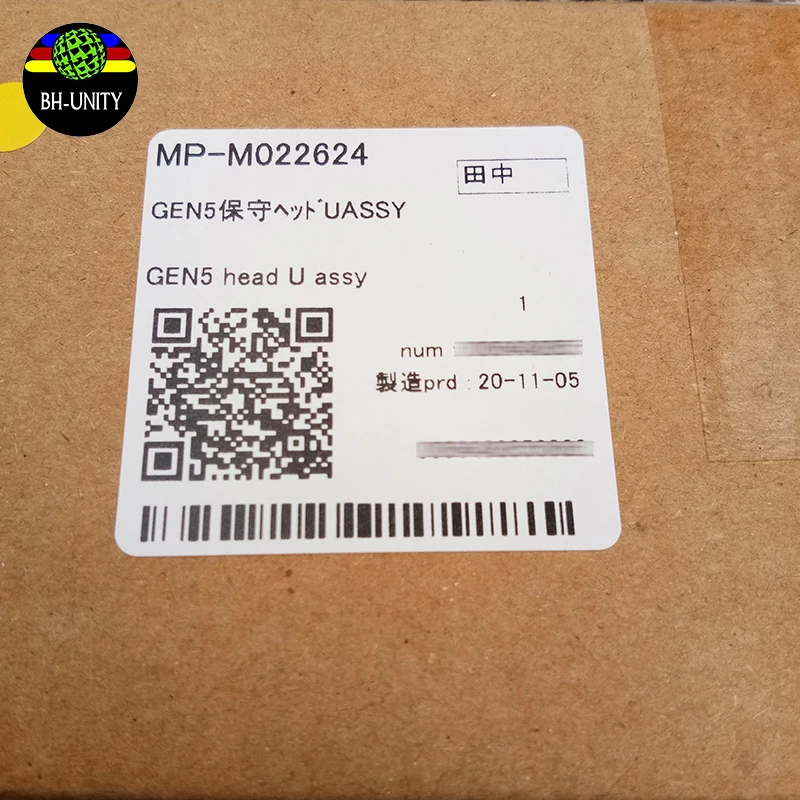 BH-UNITY
MP-M022624
田中
GEN5保守ヘッドUASSY
GEN5 head U assy
1
num
製造prd : 20-11-05